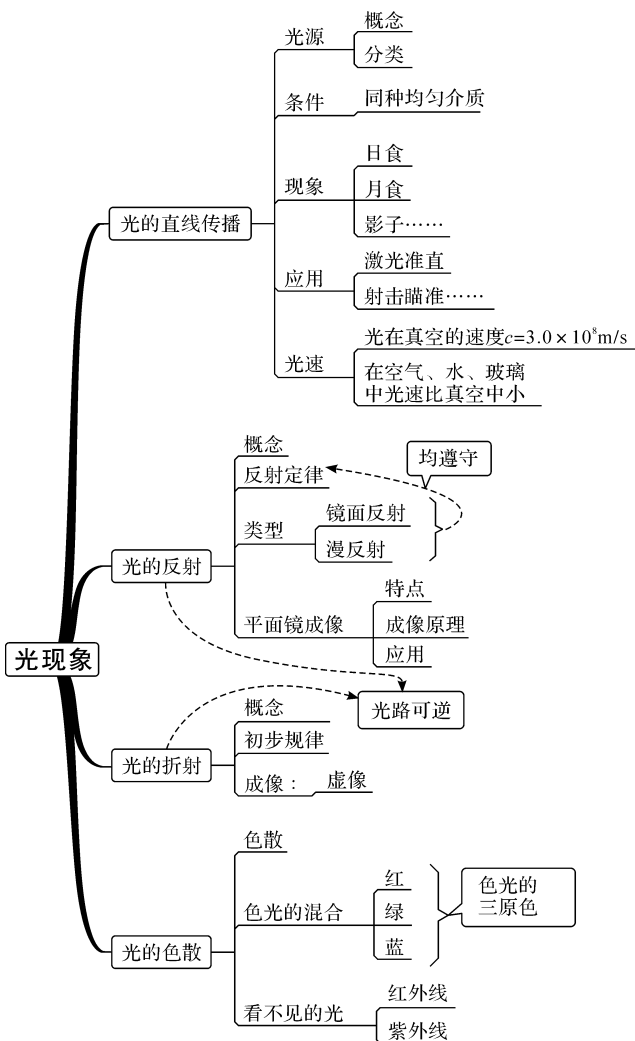 光现象
光的直线传播
光源
概念
分类
条件
同种均匀介质
现象
日食
月食
影子……
应用
激光准直
射击瞄准……
光速
光在真空的速度c=3.0×10⁸m/s
在空气、水、玻璃
中光速比真空中小
光的反射
概念
反射定律
均遵守
类型
镜面反射
漫反射
平面镜成像
特点
成像原理
应用
光路可逆
光的折射
概念
初步规律
成像：
虚像
光的色散
色散
色光的混合
红
绿
蓝
色光的
三原色
看不见的光
红外线
紫外线